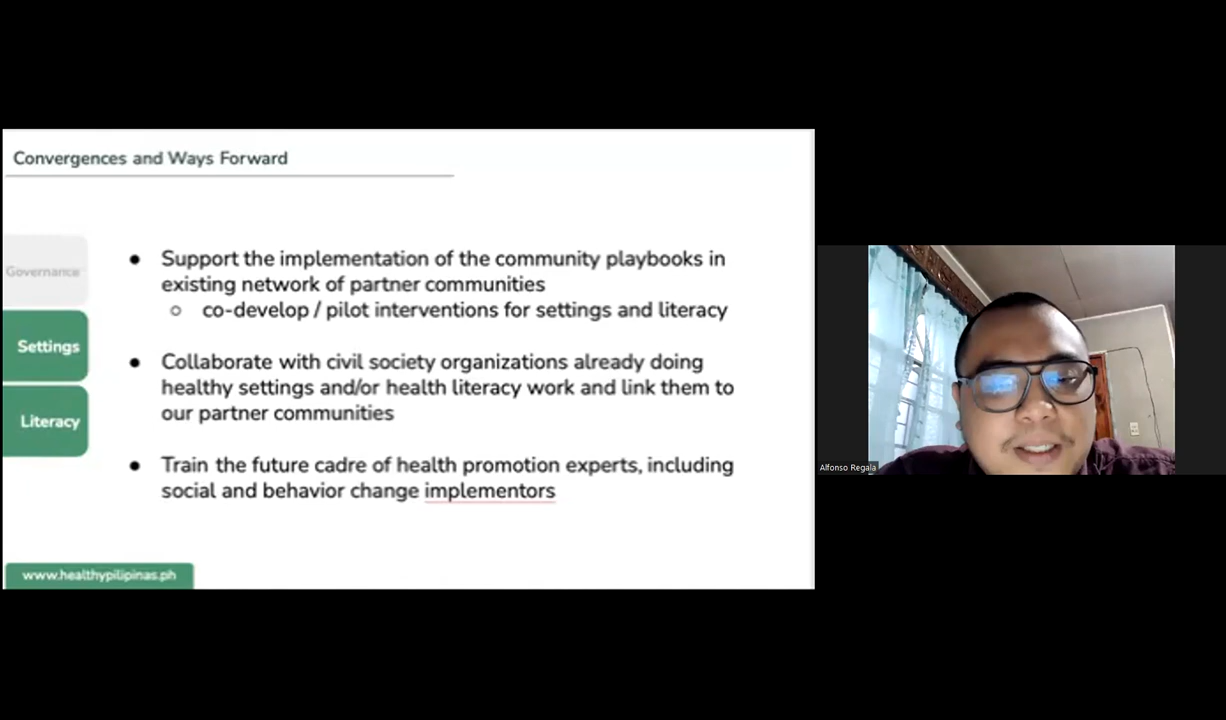 Convergences and Ways Forward
Governance
Settings
Literacy
● Support the implementation of the community playbooks in
existing network of partner communities
○ co-develop / pilot interventions for settings and literacy
● Collaborate with civil society organizations already doing
healthy settings and/or health literacy work and link them to
our partner communities
● Train the future cadre of health promotion experts, including
social and behavior change implementors
www.healthypilipinas.ph
Alfonso Regala